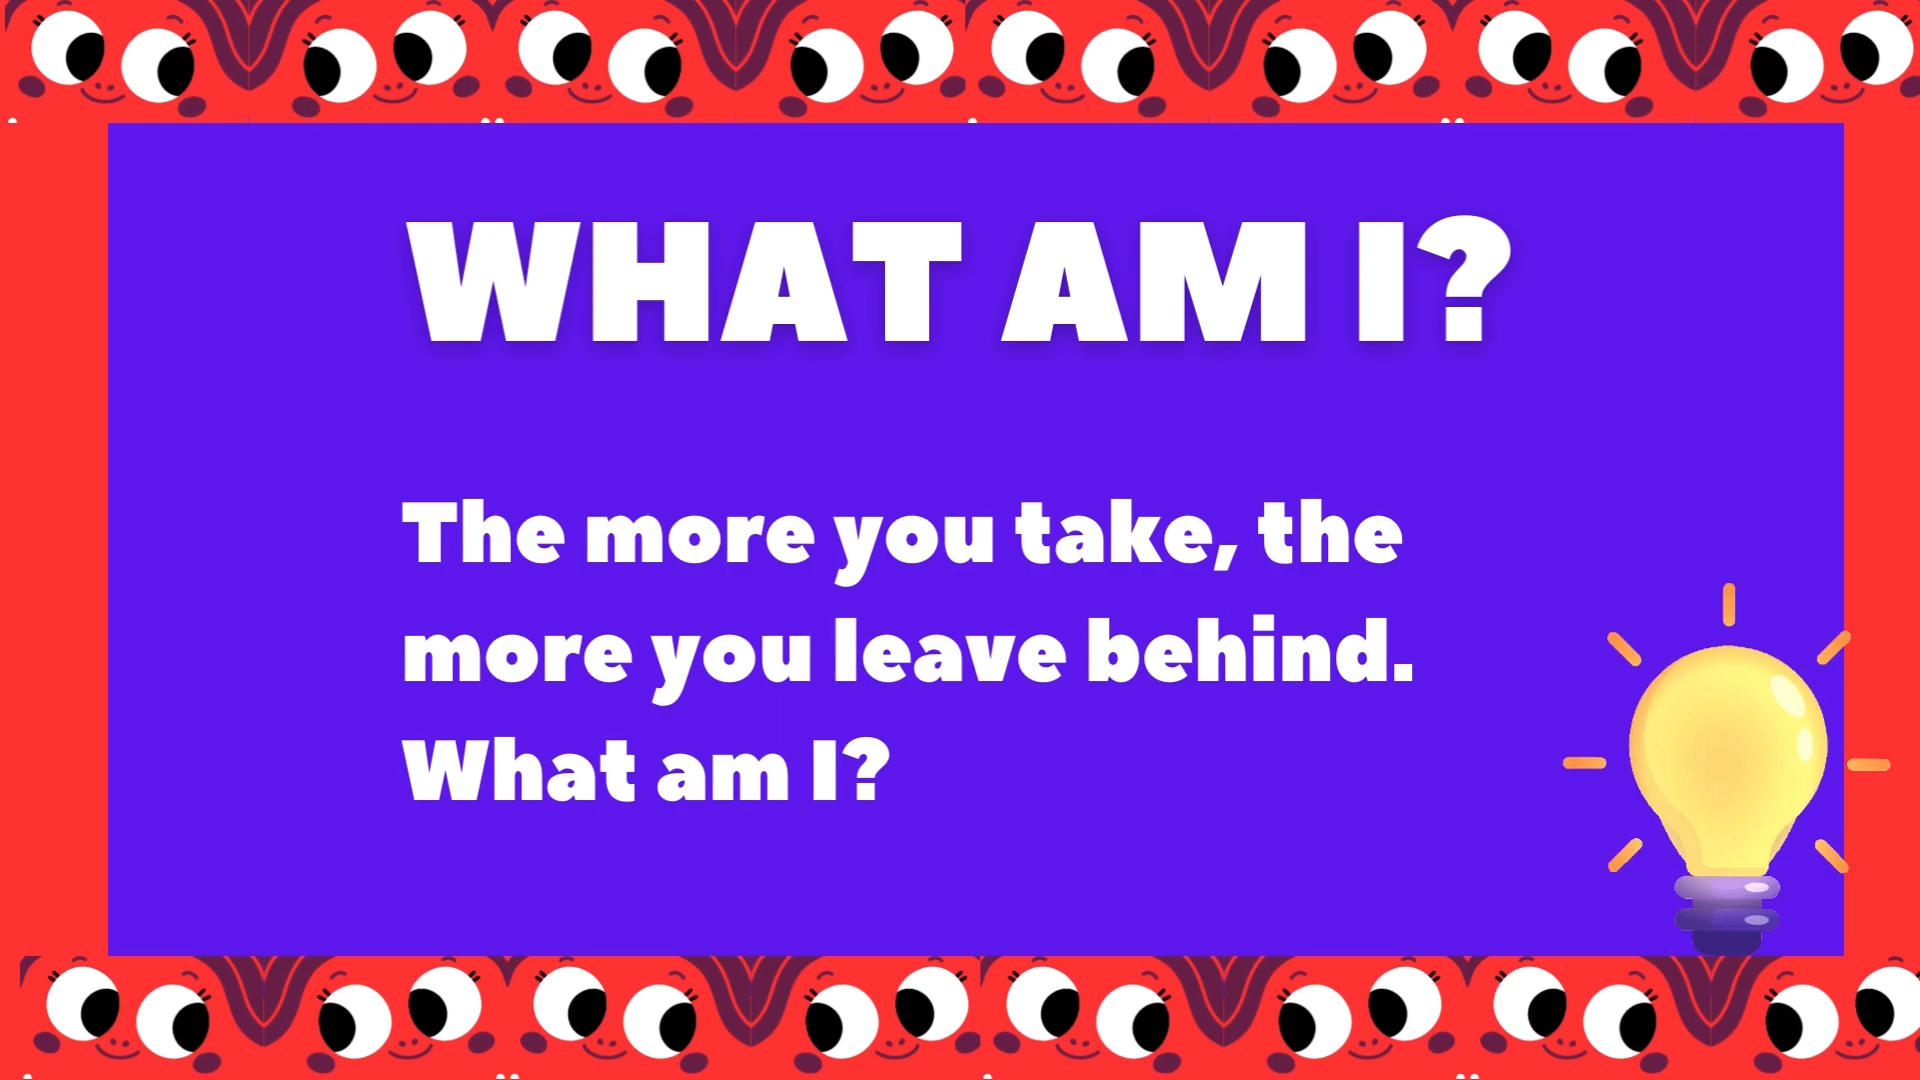 WHAT AM I?
The more you take, the
more you leave behind.
What am I?